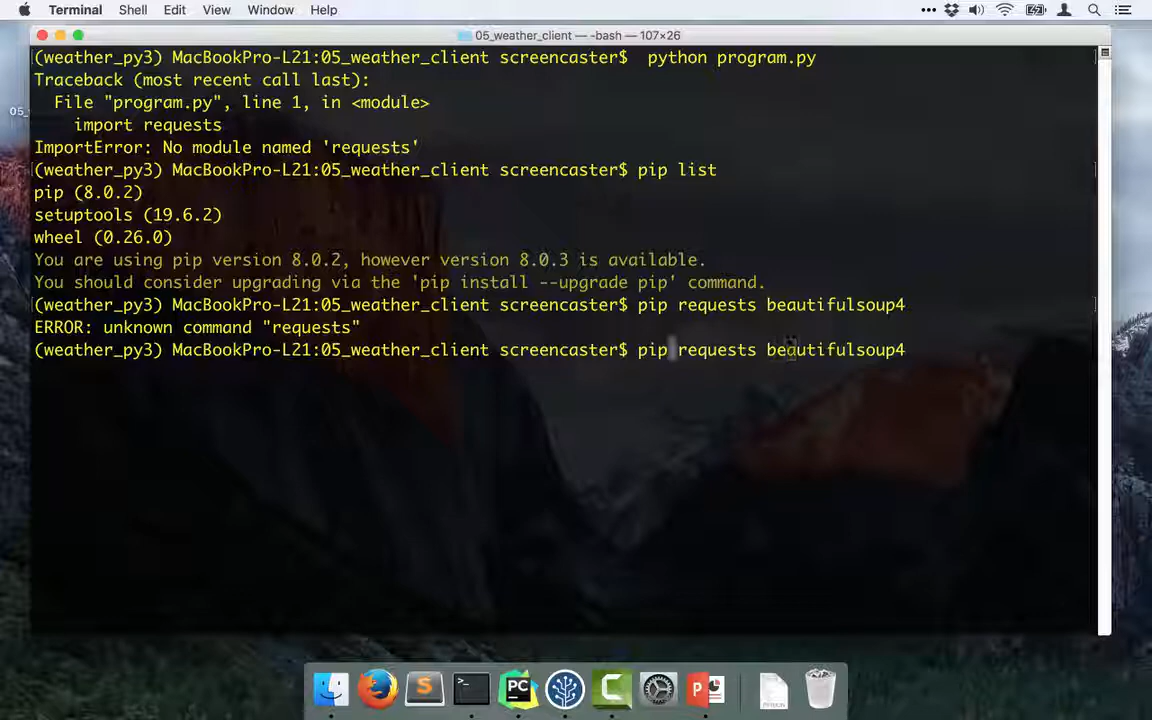 Terminal Shell Edit View Window Help
05_weather_client — -bash — 107×26
(weather_py3) MacBookPro-L21:05_weather_client screencaster$  python program.py
Traceback (most recent call last):
  File "program.py", line 1, in <module>
    import requests
ImportError: No module named 'requests'
(weather_py3) MacBookPro-L21:05_weather_client screencaster$ pip list
pip (8.0.2)
setuptools (19.6.2)
wheel (0.26.0)
You are using pip version 8.0.2, however version 8.0.3 is available.
You should consider upgrading via the 'pip install --upgrade pip' command.
(weather_py3) MacBookPro-L21:05_weather_client screencaster$ pip requests beautifulsoup4
ERROR: unknown command "requests"
(weather_py3) MacBookPro-L21:05_weather_client screencaster$ pip requests beautifulsoup4